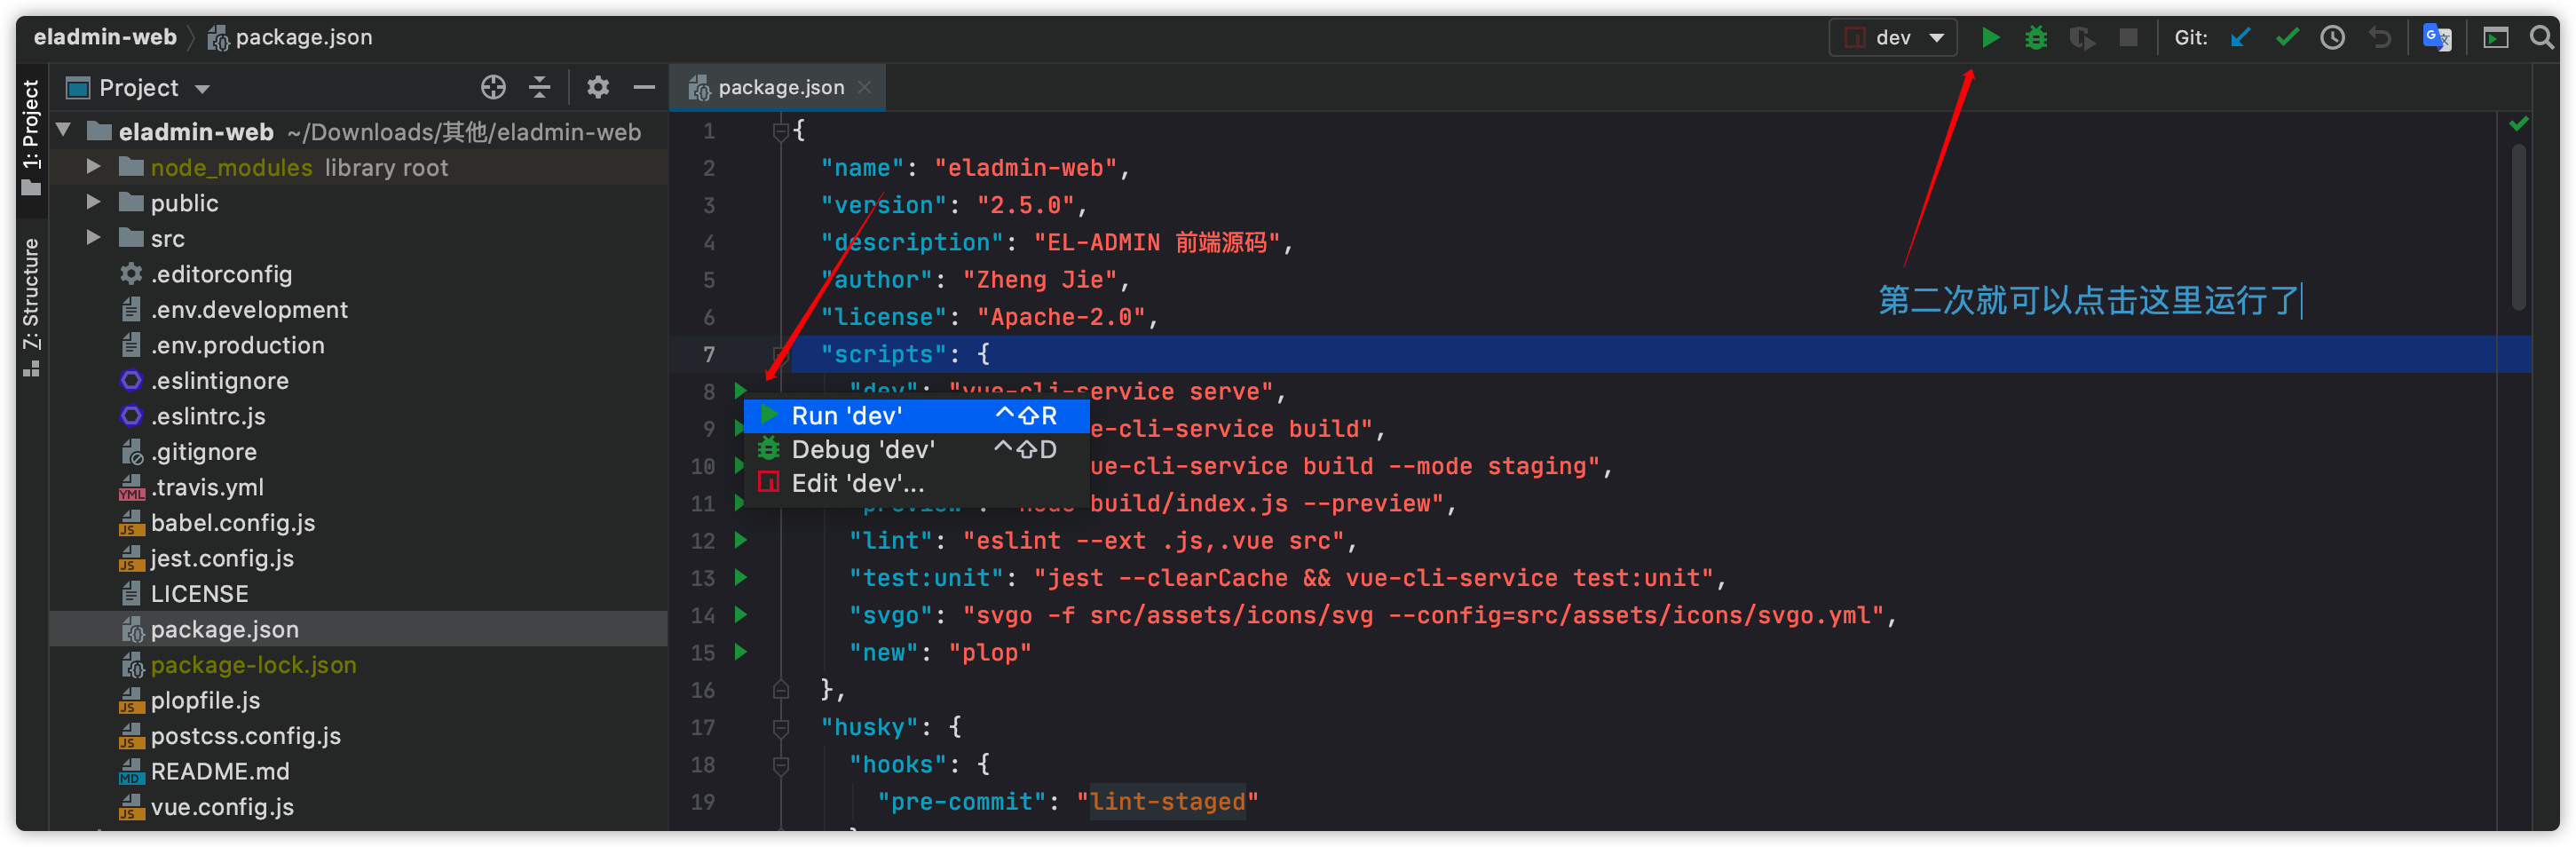 eladmin-web package.json
dev Git:
1: Project
7: Structure
Project
eladmin-web ~/Downloads/其他/eladmin-web
node_modules library root
public
src
.editorconfig
.env.development
.env.production
.eslintignore
.eslintrc.js
.gitignore
.travis.yml
babel.config.js
jest.config.js
LICENSE
package.json
package-lock.json
plopfile.js
postcss.config.js
README.md
vue.config.js
package.json
1 {
2 "name": "eladmin-web",
3 "version": "2.5.0",
4 "description": "EL-ADMIN 前端源码",
5 "author": "Zheng Jie",
6 "license": "Apache-2.0",
7 "scripts": {
8 "dev": "vue-cli-service serve",
9 e-cli-service build",
10 ue-cli-service build --mode staging",
11 "preview": "node build/index.js --preview",
12 "lint": "eslint --ext .js,.vue src",
13 "test:unit": "jest --clearCache && vue-cli-service test:unit",
14 "svgo": "svgo -f src/assets/icons/svg --config=src/assets/icons/svgo.yml",
15 "new": "plop"
16 },
17 "husky": {
18 "hooks": {
19 "pre-commit": "lint-staged"
Run 'dev' ⌃⇧R
Debug 'dev' ⌃⇧D
Edit 'dev'...
第二次就可以点击这里运行了